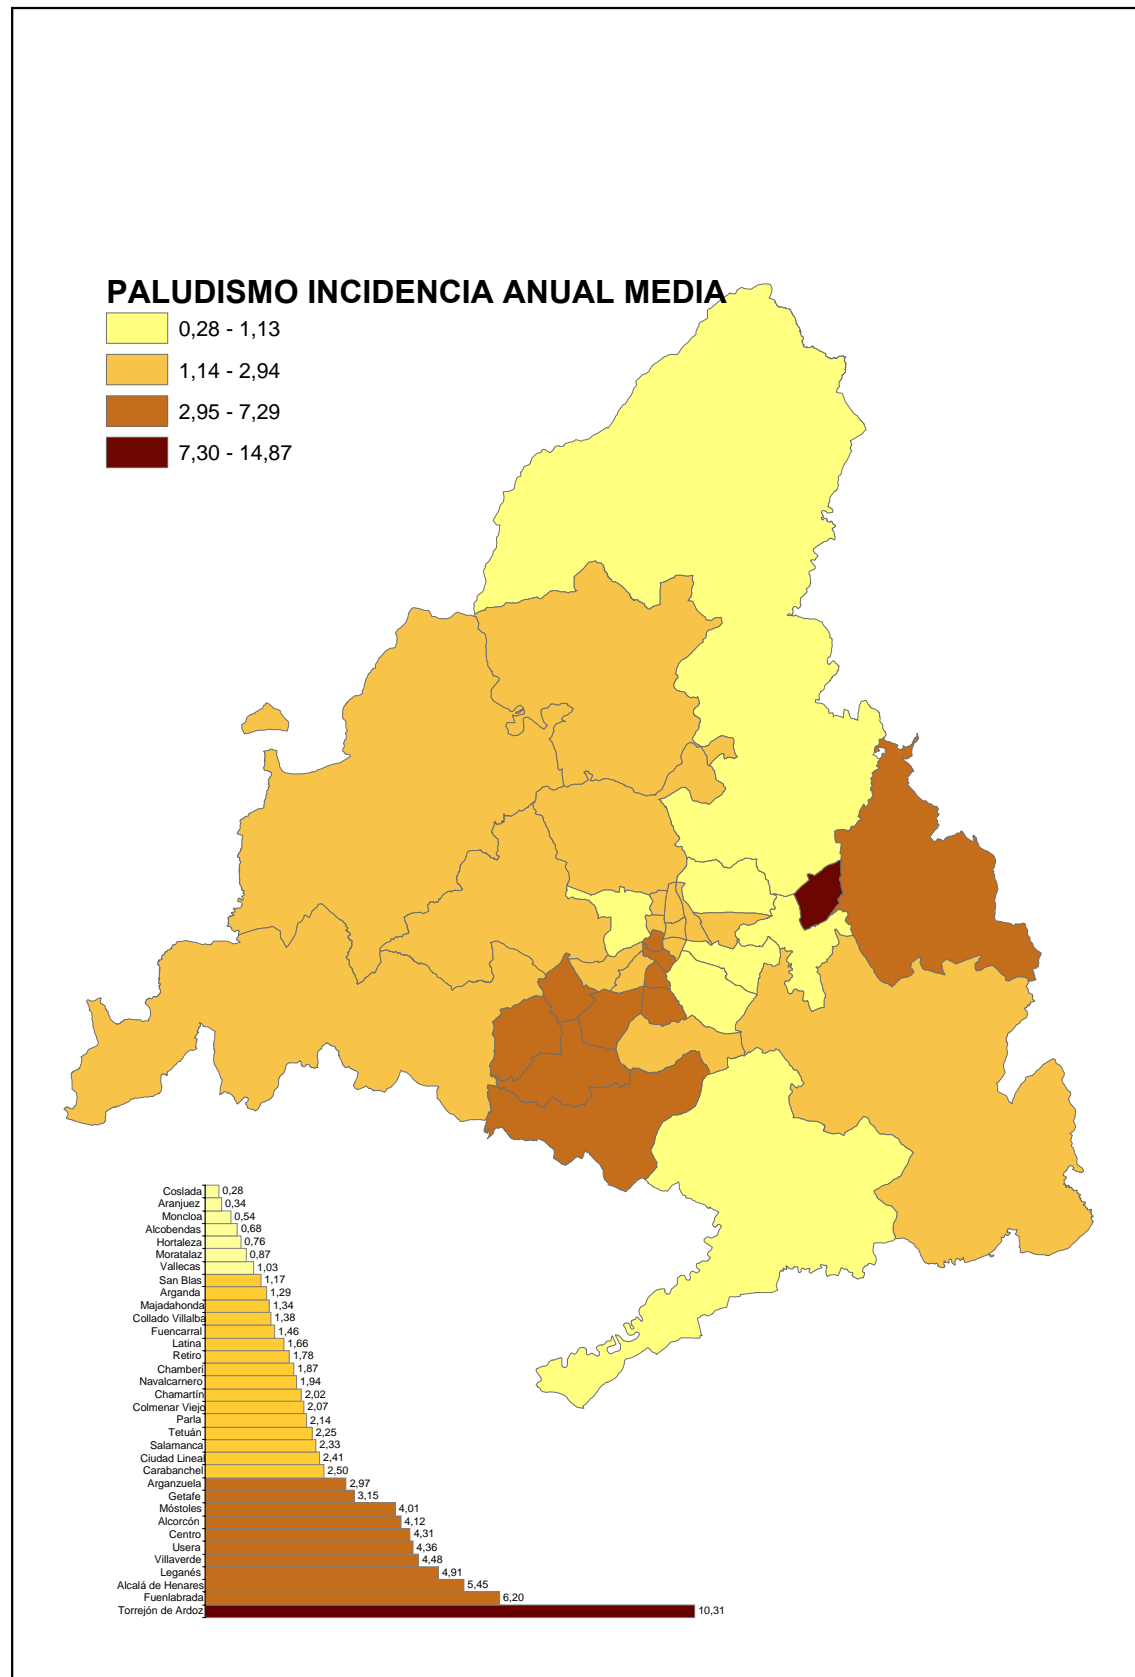 PALUDISMO INCIDENCIA ANUAL MEDIA
0,28 - 1,13
1,14 - 2,94
2,95 - 7,29
7,30 - 14,87
Coslada 0,28
Aranjuez 0,34
Moncloa 0,54
Alcobendas 0,68
Hortaleza 0,76
Moratalaz 0,87
Vallecas 1,03
San Blas 1,17
Arganda 1,29
Majadahonda 1,34
Collado Villalba 1,38
Fuencarral 1,46
Latina 1,66
Retiro 1,78
Chamberí 1,87
Navalcarnero 1,94
Chamartín 2,02
Colmenar Viejo 2,07
Parla 2,14
Tetuán 2,25
Salamanca 2,33
Ciudad Lineal 2,41
Carabanchel 2,50
Arganzuela 2,97
Getafe 3,15
Móstoles 4,01
Alcorcón 4,12
Centro 4,31
Usera 4,36
Villaverde 4,48
Leganés 4,91
Alcalá de Henares 5,45
Fuenlabrada 6,20
Torrejón de Ardoz 10,31